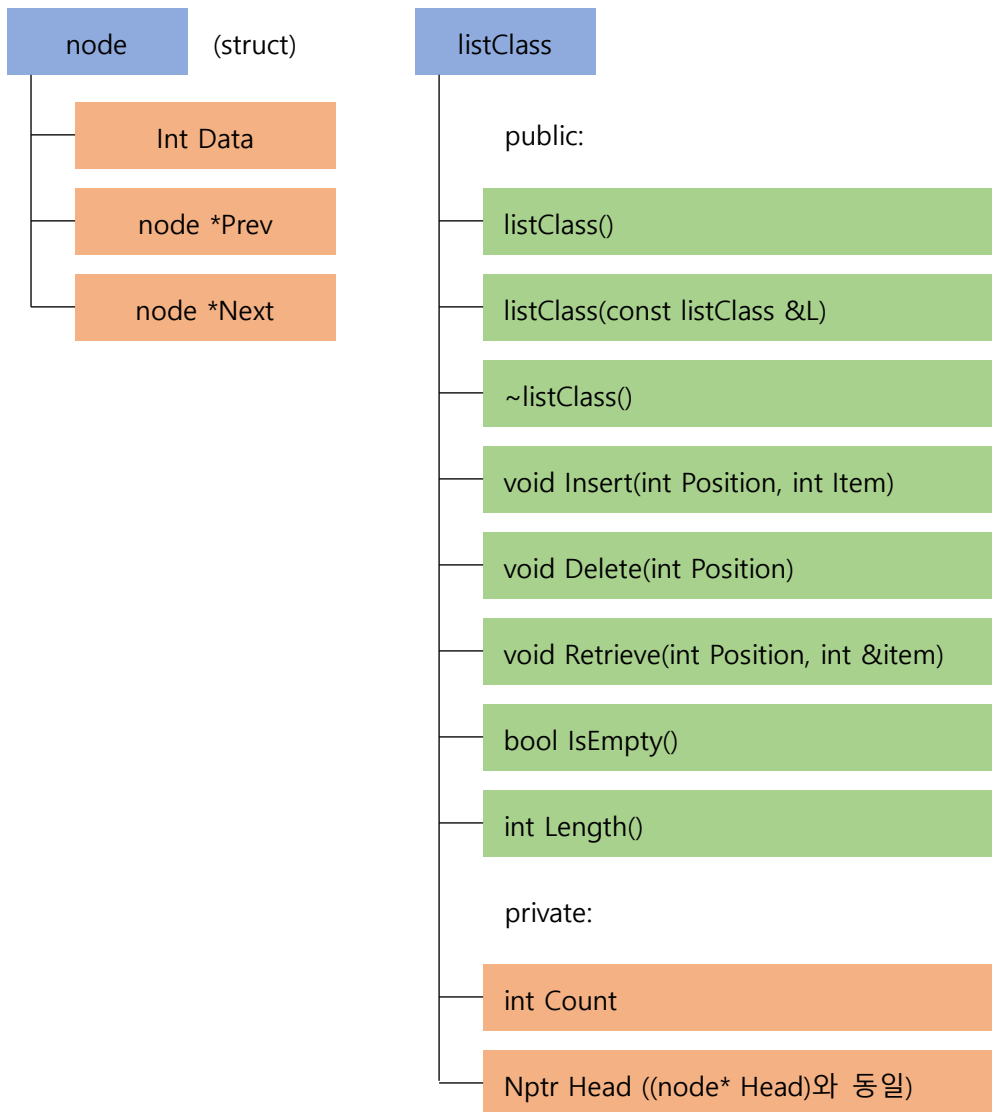 node (struct)
Int Data
node *Prev
node *Next
listClass
public:
listClass()
listClass(const listClass &L)
~listClass()
void Insert(int Position, int Item)
void Delete(int Position)
void Retrieve(int Position, int &item)
bool IsEmpty()
int Length()
private:
int Count
Nptr Head ((node* Head)와 동일)